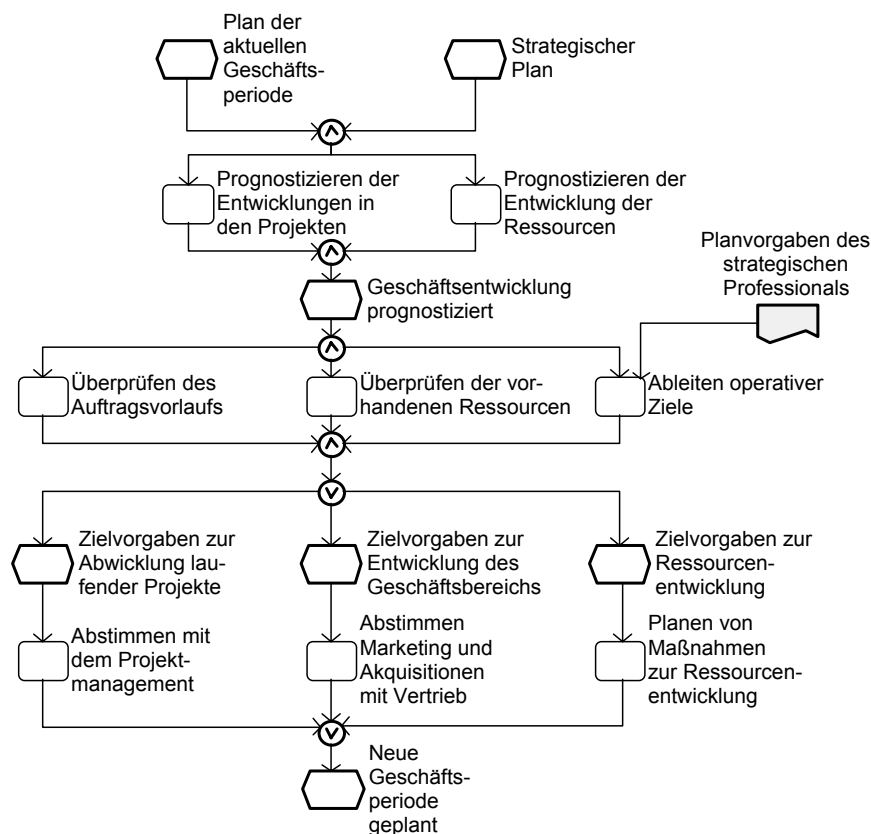 Plan der
aktuellen
Geschäfts-
periode
Strategischer
Plan
Prognostizieren der
Entwicklungen in
den Projekten
Prognostizieren der
Entwicklung der
Ressourcen
Planvorgaben des
strategischen
Professionals
Geschäftsentwicklung
prognostiziert
Überprüfen des
Auftragsvorlaufs
Überprüfen der vor-
handenen Ressourcen
Ableiten operativer
Ziele
Zielvorgaben zur
Abwicklung lau-
fender Projekte
Zielvorgaben zur
Entwicklung des
Geschäftsbereichs
Zielvorgaben zur
Ressourcen-
entwicklung
Abstimmen mit
dem Projekt-
management
Abstimmen
Marketing und
Akquisitionen
mit Vertrieb
Planen von
Maßnahmen
zur Ressourcen-
entwicklung
Neue
Geschäfts-
periode
geplant